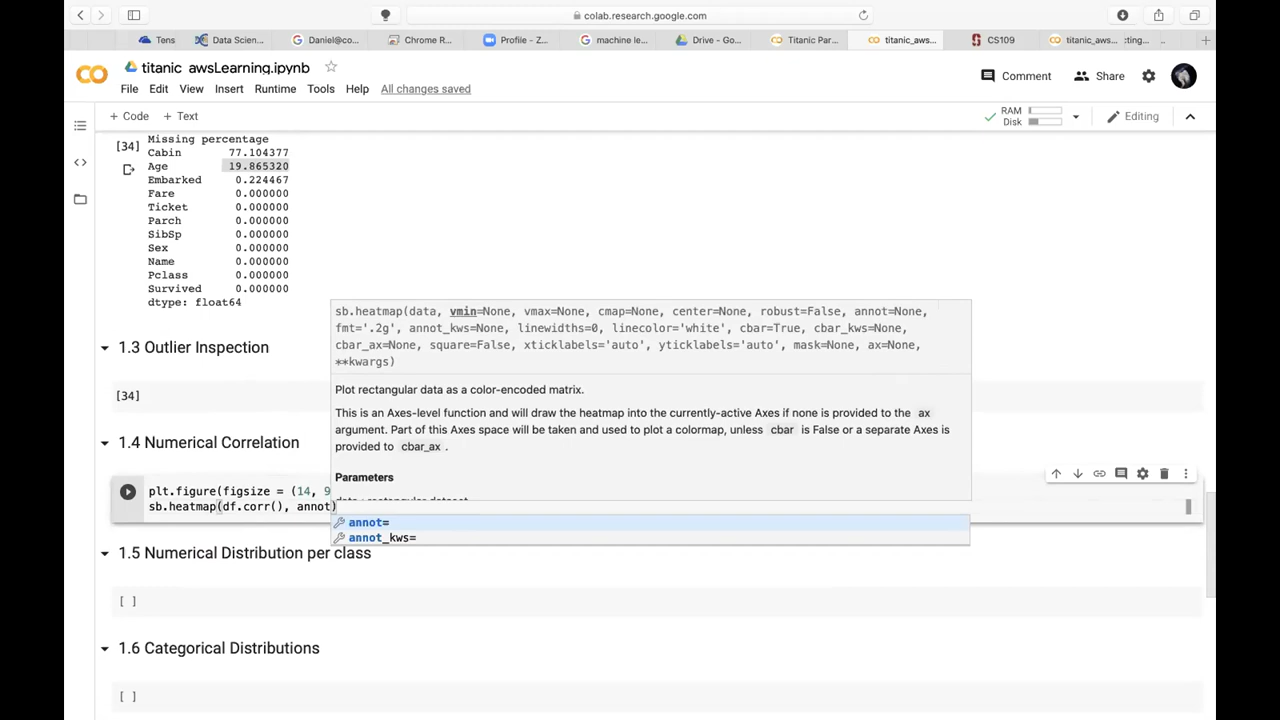 colab.research.google.com
Tens
Data Scien...
Daniel@co...
Chrome R...
Profile - Z...
machine le...
Drive - Go...
Titanic Par...
titanic_aws...
CS109
titanic_aws...
:ting...
titanic_awsLearning.ipynb
Comment
Share
File Edit View Insert Runtime Tools Help All changes saved
+ Code + Text
RAM
Disk
Editing
Missing percentage
[34]
Cabin 77.104377
Age 19.865320
Embarked 0.224467
Fare 0.000000
Ticket 0.000000
Parch 0.000000
SibSp 0.000000
Sex 0.000000
Name 0.000000
Pclass 0.000000
Survived 0.000000
dtype: float64
1.3 Outlier Inspection
[34]
1.4 Numerical Correlation
sb.heatmap(data, vmin=None, vmax=None, cmap=None, center=None, robust=False, annot=None,
fmt='.2g', annot_kws=None, linewidths=0, linecolor='white', cbar=True, cbar_kws=None,
cbar_ax=None, square=False, xticklabels='auto', yticklabels='auto', mask=None, ax=None,
**kwargs)
Plot rectangular data as a color-encoded matrix.
This is an Axes-level function and will draw the heatmap into the currently-active Axes if none is provided to the ax
argument. Part of this Axes space will be taken and used to plot a colormap, unless cbar is False or a separate Axes is
provided to cbar_ax .
Parameters
plt.figure(figsize = (14, 9
sb.heatmap(df.corr(), annot)
annot=
annot_kws=
1.5 Numerical Distribution per class
[ ]
1.6 Categorical Distributions
[ ]